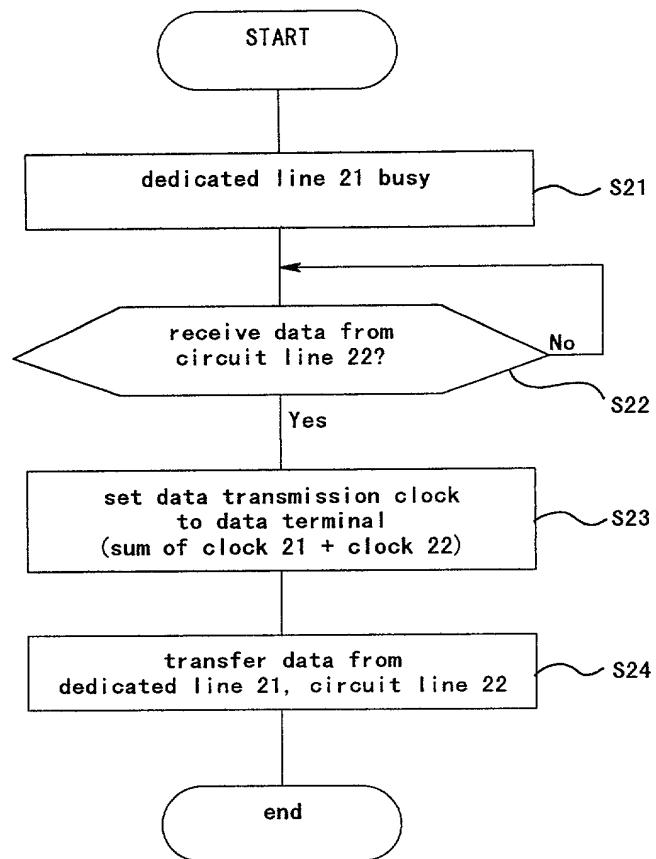 START
dedicated line 21 busy
S21
receive data from
circuit line 22?
No
S22
Yes
set data transmission clock
to data terminal
(sum of clock 21 + clock 22)
S23
transfer data from
dedicated line 21, circuit line 22
S24
end